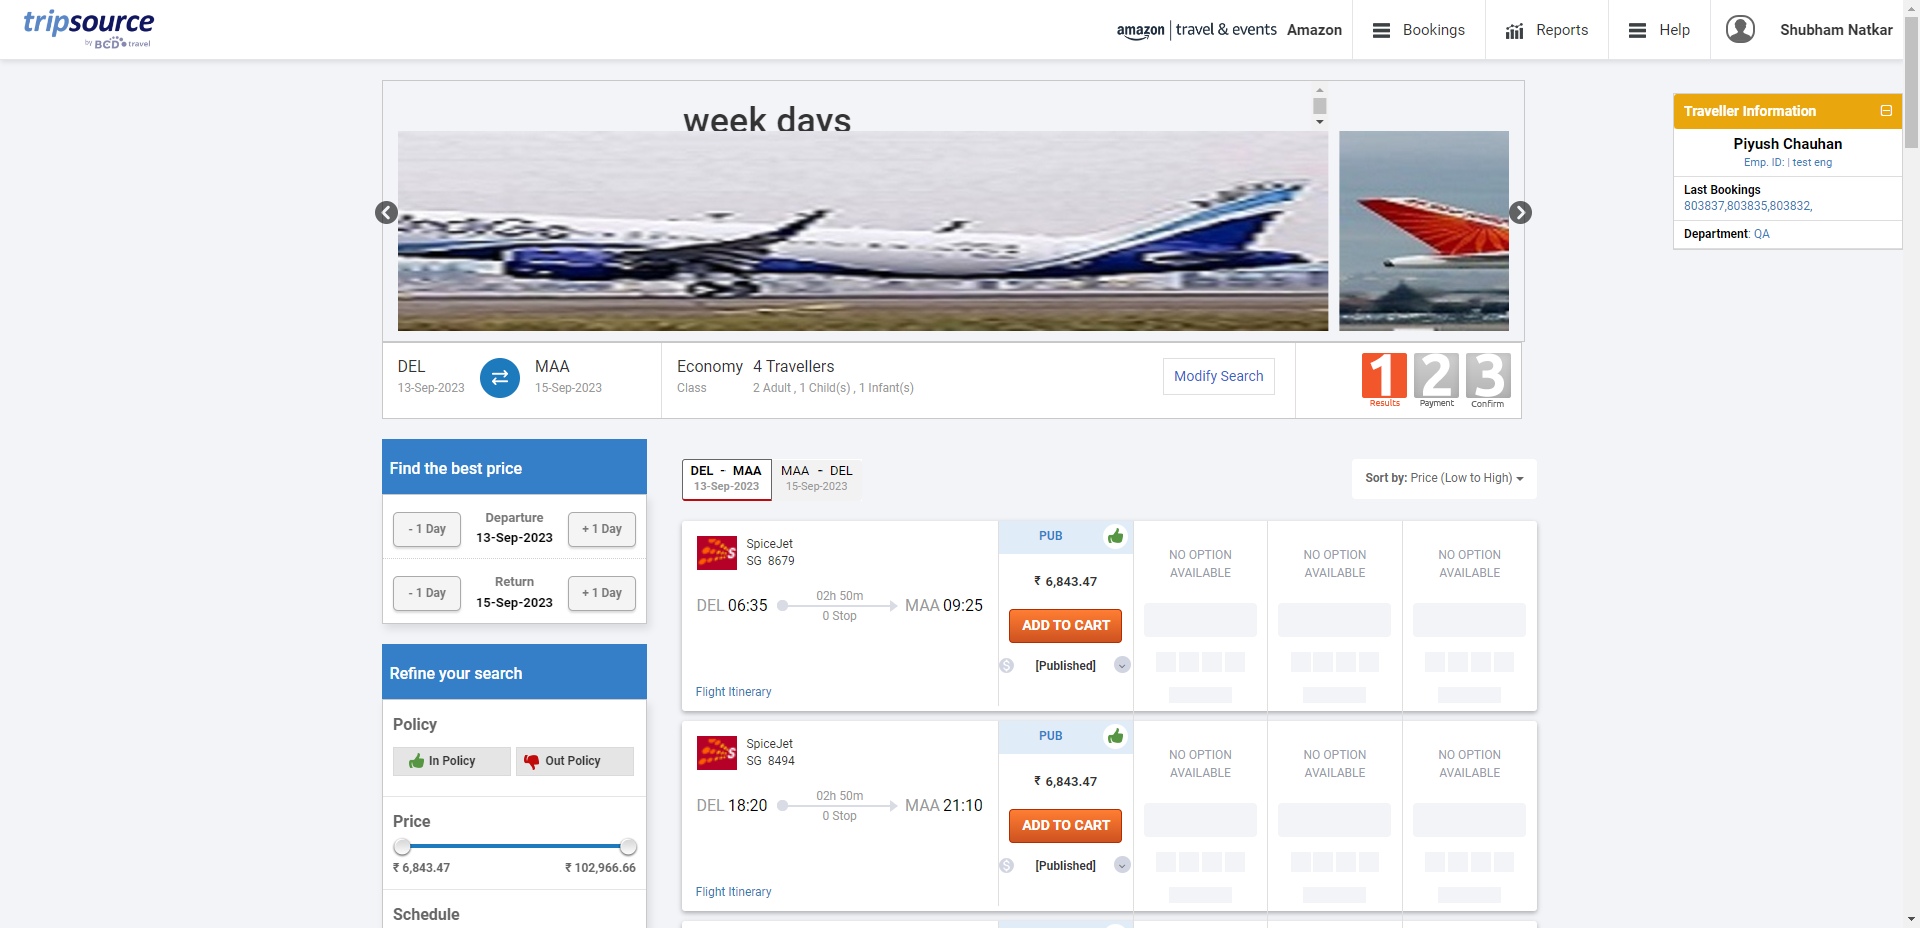 tripsource
by BCD travel
amazon | travel & events Amazon
Bookings
Reports
Help
Shubham Natkar
week days
IndiGo
Traveller Information
Piyush Chauhan
Emp. ID: | test eng
Last Bookings
803837,803835,803832,
Department: QA
DEL
13-Sep-2023
MAA
15-Sep-2023
Economy
Class
4 Travellers
2 Adult , 1 Child(s) , 1 Infant(s)
Modify Search
1
Results
2
Payment
3
Confirm
Find the best price
- 1 Day
Departure
13-Sep-2023
+ 1 Day
- 1 Day
Return
15-Sep-2023
+ 1 Day
Refine your search
Policy
In Policy
Out Policy
Price
₹ 6,843.47
₹ 102,966.66
Schedule
DEL - MAA
13-Sep-2023
MAA - DEL
15-Sep-2023
Sort by: Price (Low to High)
SpiceJet
SG 8679
DEL 06:35
02h 50m
0 Stop
MAA 09:25
Flight Itinerary
PUB
₹ 6,843.47
ADD TO CART
[Published]
NO OPTION
AVAILABLE
NO OPTION
AVAILABLE
NO OPTION
AVAILABLE
SpiceJet
SG 8494
DEL 18:20
02h 50m
0 Stop
MAA 21:10
Flight Itinerary
PUB
₹ 6,843.47
ADD TO CART
[Published]
NO OPTION
AVAILABLE
NO OPTION
AVAILABLE
NO OPTION
AVAILABLE